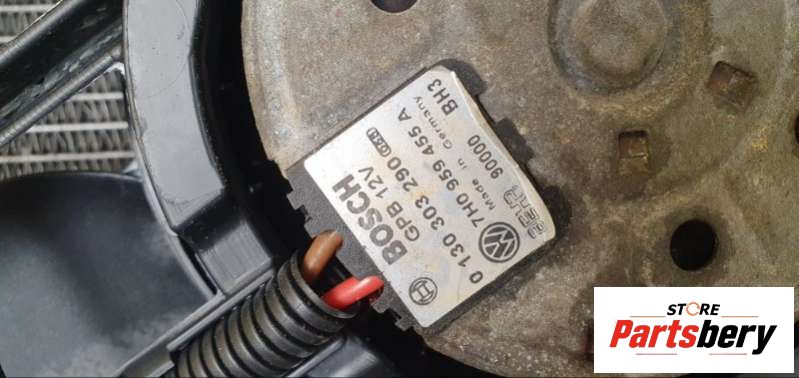 BOSCH
GPB 12V
0 130 303 290
7H0 959 455 A
Made in Germany
90000 BH3
STORE
Partsbery